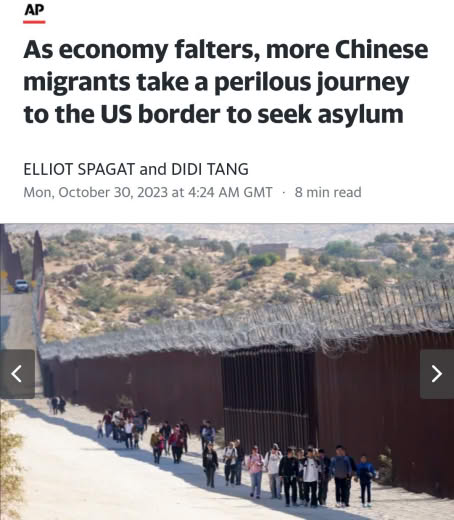 AP
As economy falters, more Chinese
migrants take a perilous journey
to the US border to seek asylum
ELLIOT SPAGAT and DIDI TANG
Mon, October 30, 2023 at 4:24 AM GMT · 8 min read